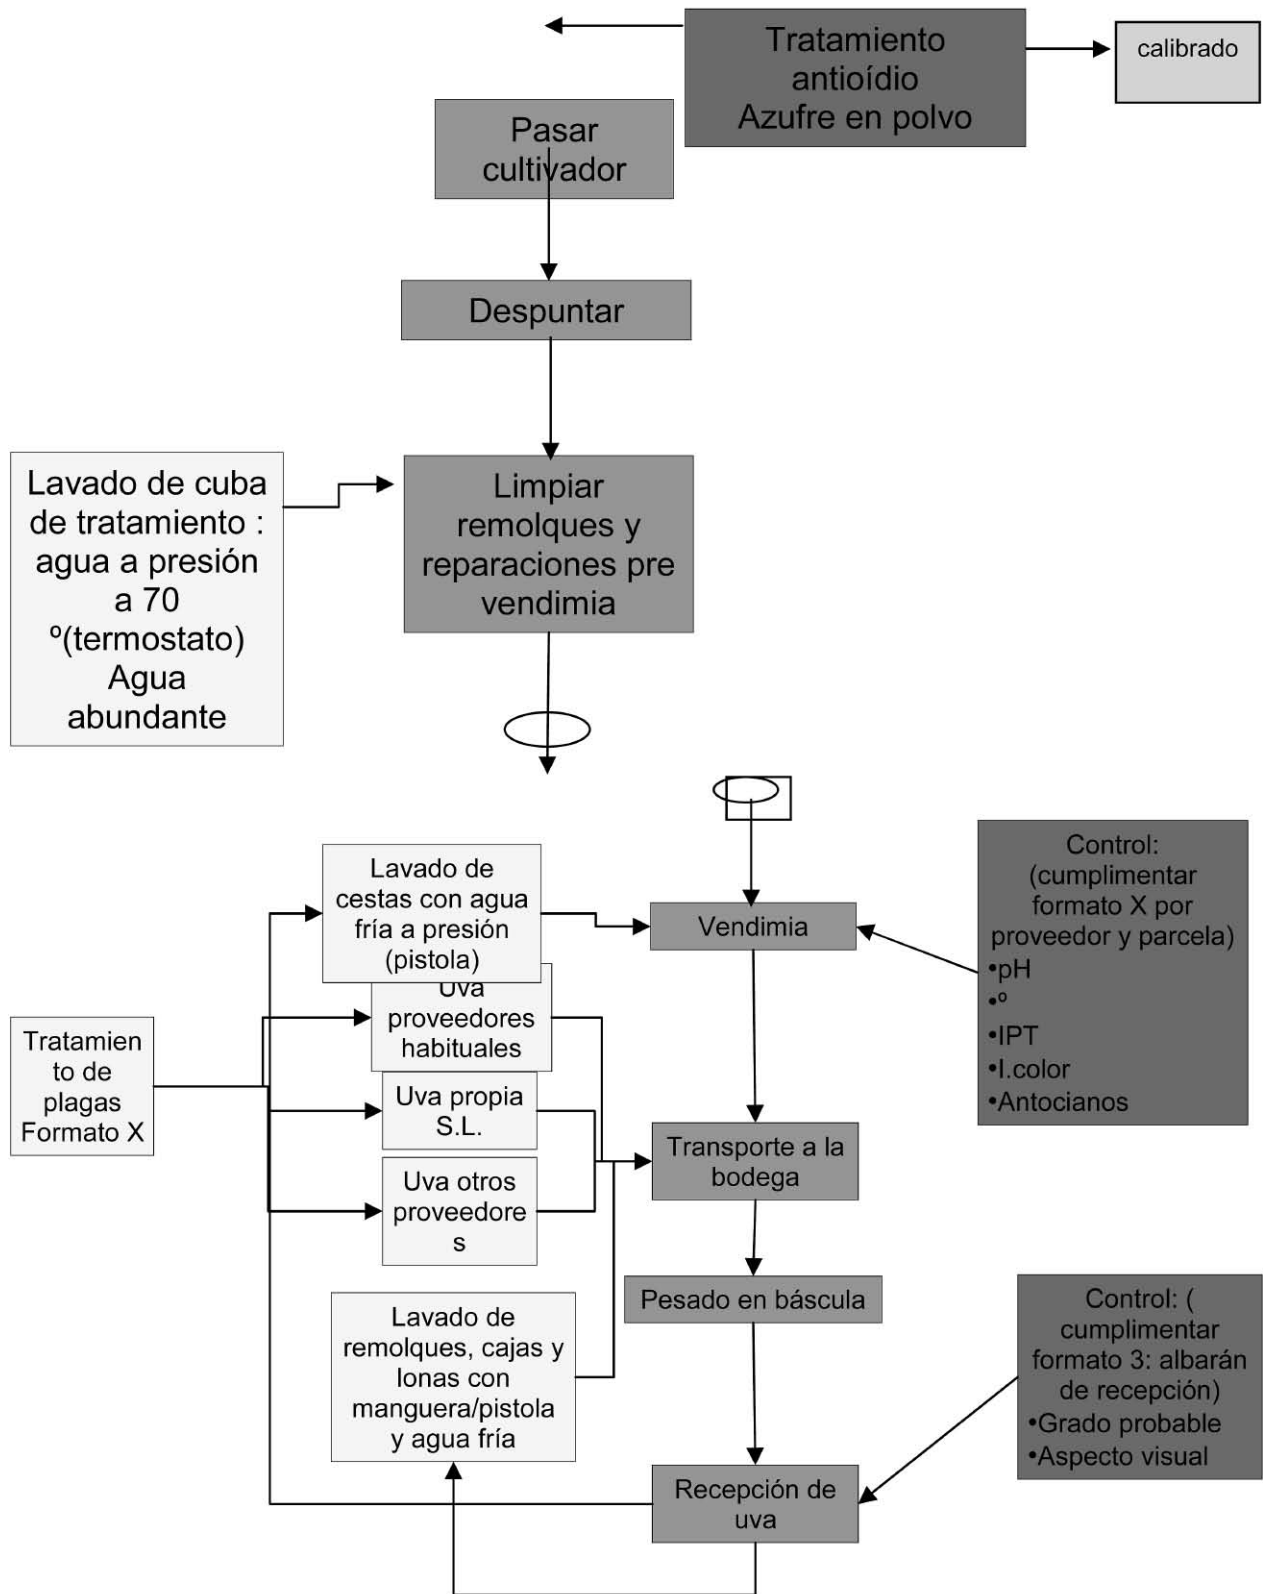 Tratamiento
antioídio
Azufre en polvo
calibrado
Pasar
cultivador
Despuntar
Lavado de cuba
de tratamiento :
agua a presión
a 70
º(termostato)
Agua
abundante
Limpiar
remolques y
reparaciones pre
vendimia
Lavado de
cestas con agua
fría a presión
(pistola)
Vendimia
Control:
(cumplimentar
formato X por
proveedor y parcela)
•pH
•º
•IPT
•I.color
•Antocianos
Uva
proveedores
habituales
Tratamien
to de
plagas
Formato X
Uva propia
S.L.
Uva otros
proveedore
s
Transporte a la
bodega
Pesado en báscula
Lavado de
remolques, cajas y
lonas con
manguera/pistola
y agua fría
Control: (
cumplimentar
formato 3: albarán
de recepción)
•Grado probable
•Aspecto visual
Recepción de
uva